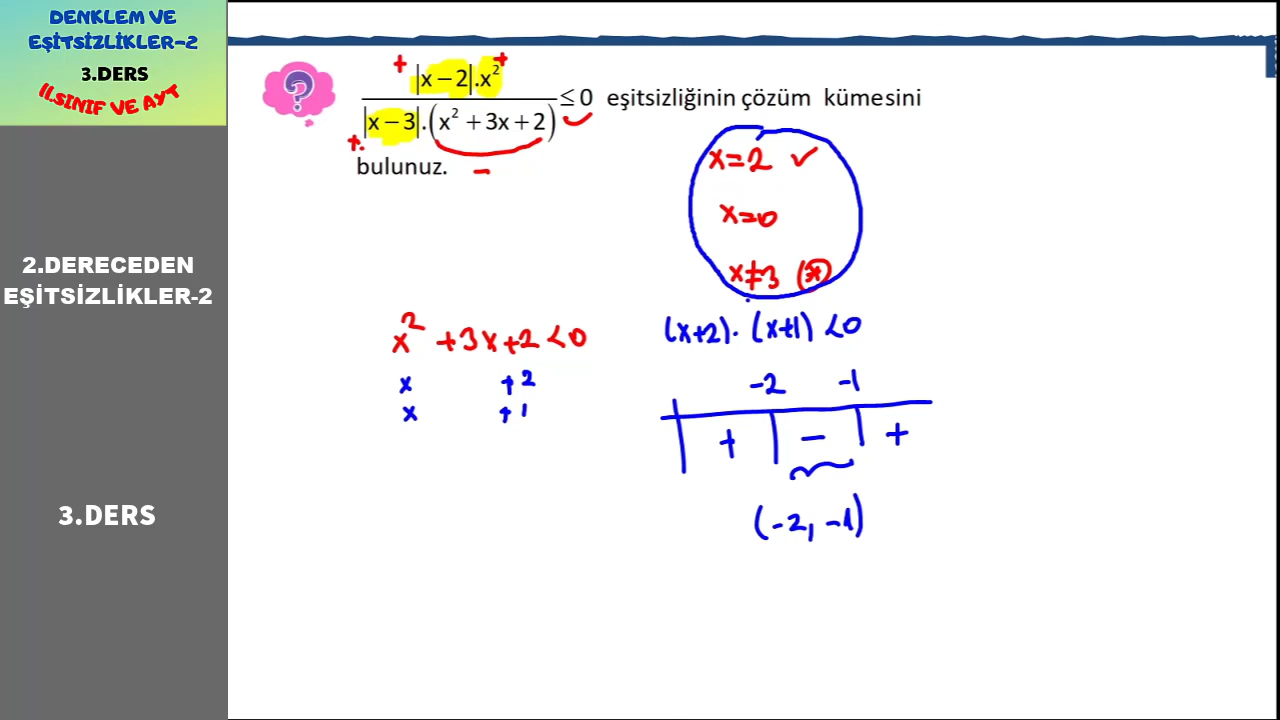 DENKLEM VE
EŞİTSİZLİKLER-2
3.DERS
11.SINIF VE AYT
2.DERECEDEN
EŞİTSİZLİKLER-2
3.DERS
?
+ +
|x − 2|.x²
≤ 0 eşitsizliğinin çözüm kümesini
|x − 3|.(x² + 3x + 2)
+
bulunuz. −
x=2 ✓
x=0
x≠3 (*)
x² +3x+2<0
x +2
x +1
(x+2).(x+1)<0
-2 -1
+ − +
(-2, -1)